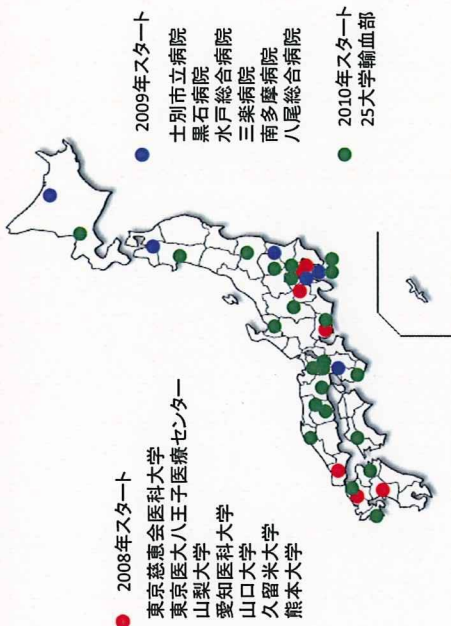 2008年スタート
東京慈恵会医科大学
東京医大八王子医療センター
山梨大学
愛知医科大学
山口大学
久留米大学
熊本大学
2009年スタート
士別市立病院
黒石病院
水戸総合病院
三楽病院
南多摩病院
八尾総合病院
2010年スタート
25大学輸血部